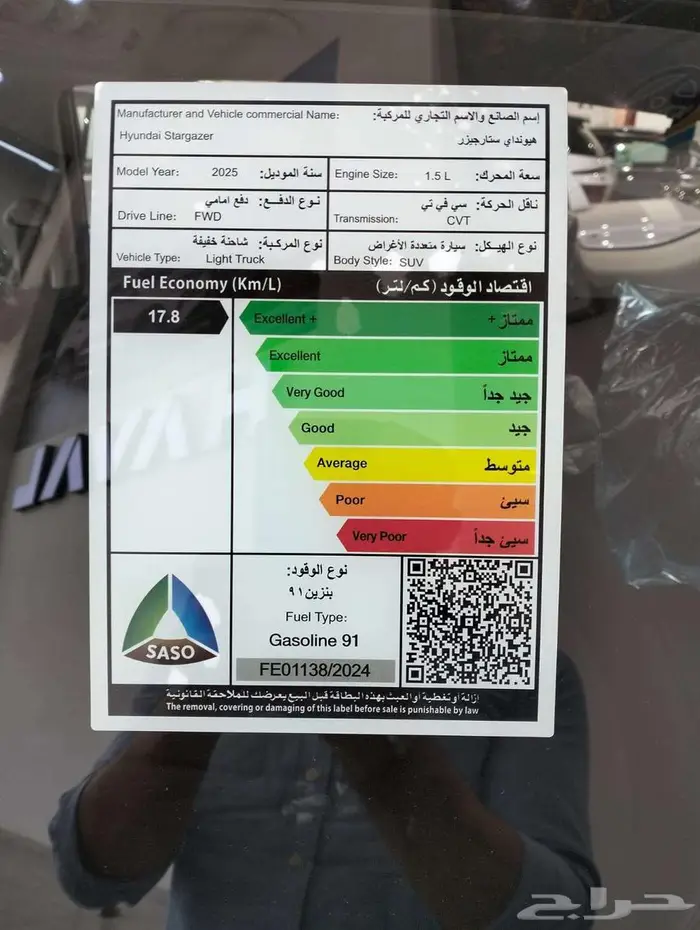 Manufacturer and Vehicle commercial Name: إسم الصانع والاسم التجاري للمركبة:
Hyundai Stargazer هيونداي ستارجيزر
Model Year: 2025 سنة الموديل:
Engine Size: 1.5 L سعة المحرك:
نوع الدفع: دفع امامي
Drive Line: FWD
ناقل الحركة: سي في تي
Transmission: CVT
نوع المركبة: شاحنة خفيفة
Vehicle Type: Light Truck
نوع الهيكل: سيارة متعددة الأغراض
Body Style: SUV
Fuel Economy (Km/L) اقتصاد الوقود (كم/لتر)
17.8
Excellent + ممتاز +
Excellent ممتاز
Very Good جيد جداً
Good جيد
Average متوسط
Poor سيئ
Very Poor سيئ جداً
SASO
نوع الوقود:
بنزين ٩١
Fuel Type:
Gasoline 91
FE01138/2024
إزالة أو تغطية أو العبث بهذه البطاقة قبل البيع يعرضك للملاحقة القانونية
The removal, covering or damaging of this label before sale is punishable by law
حراج